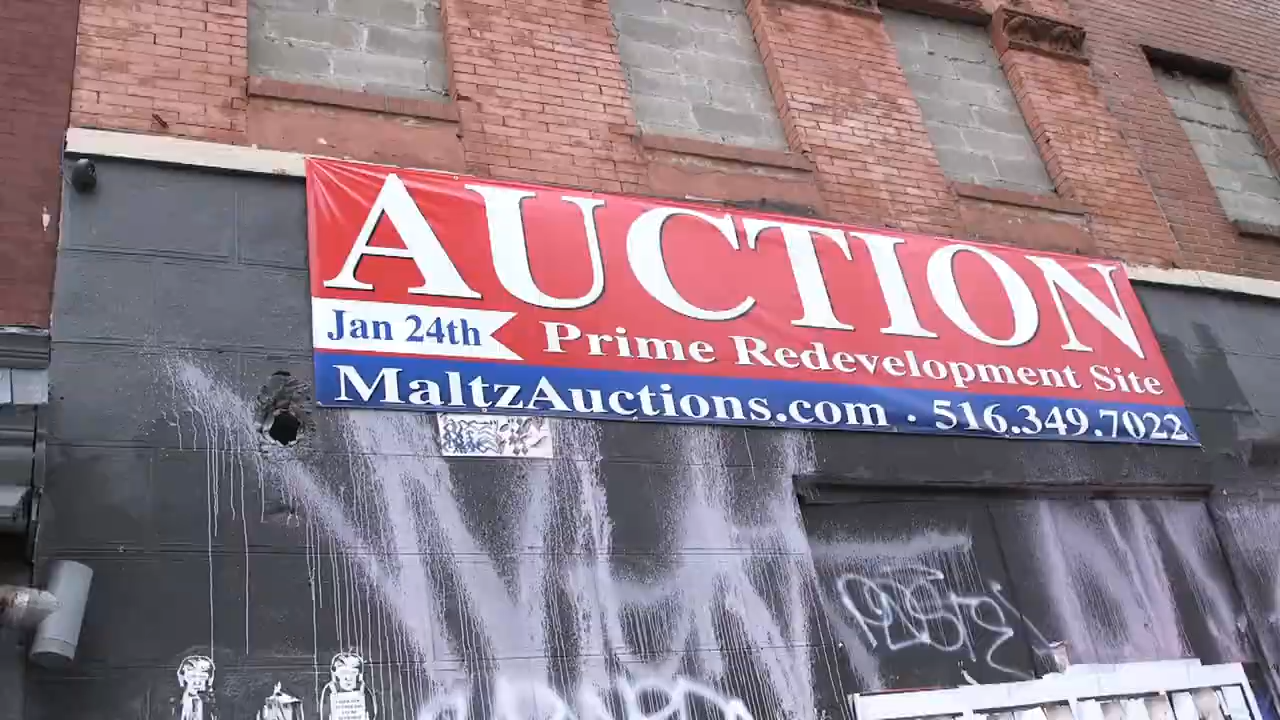 AUCTION
Jan 24th
Prime Redevelopment Site
MaltzAuctions.com · 516.349.7022